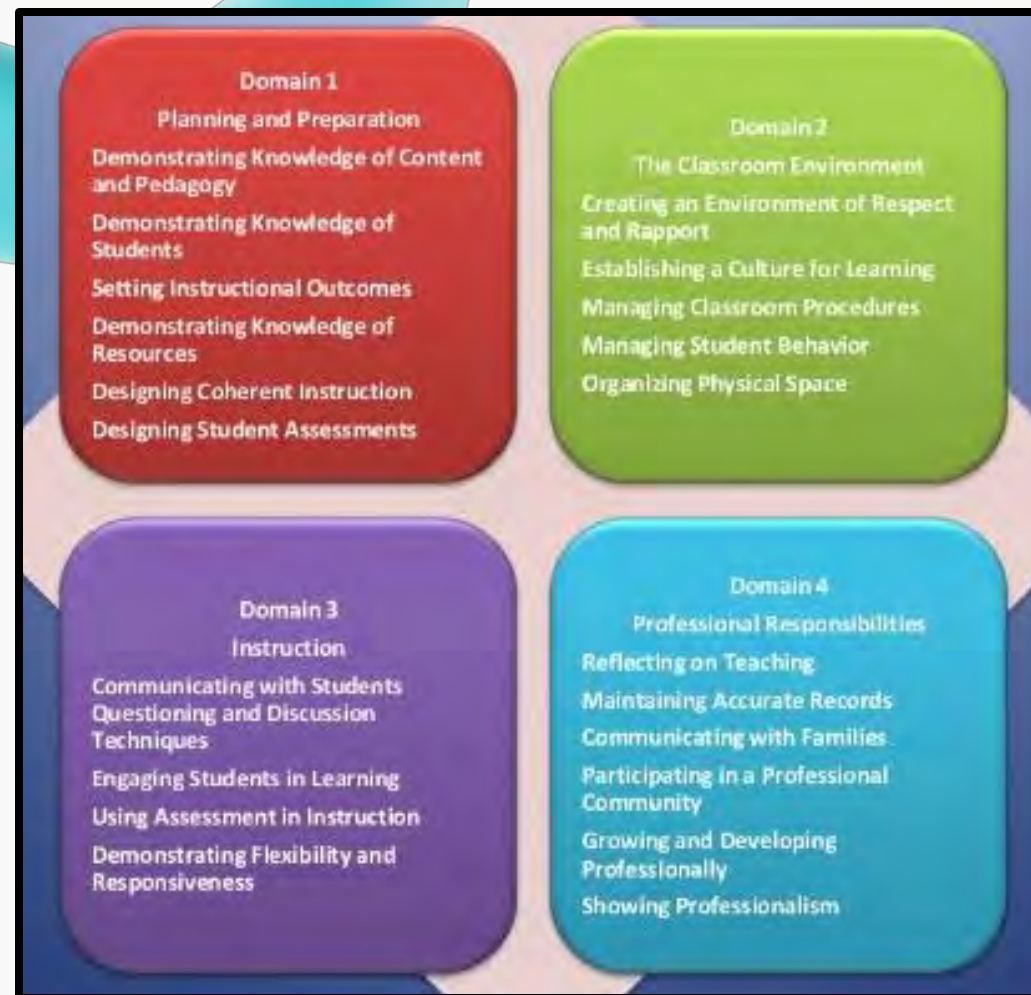 Domain 1
Planning and Preparation
Demonstrating Knowledge of Content
and Pedagogy
Demonstrating Knowledge of
Students
Setting Instructional Outcomes
Demonstrating Knowledge of
Resources
Designing Coherent Instruction
Designing Student Assessments
Domain 2
The Classroom Environment
Creating an Environment of Respect
and Rapport
Establishing a Culture for Learning
Managing Classroom Procedures
Managing Student Behavior
Organizing Physical Space
Domain 3
Instruction
Communicating with Students
Questioning and Discussion
Techniques
Engaging Students in Learning
Using Assessment in Instruction
Demonstrating Flexibility and
Responsiveness
Domain 4
Professional Responsibilities
Reflecting on Teaching
Maintaining Accurate Records
Communicating with Families
Participating in a Professional
Community
Growing and Developing
Professionally
Showing Professionalism